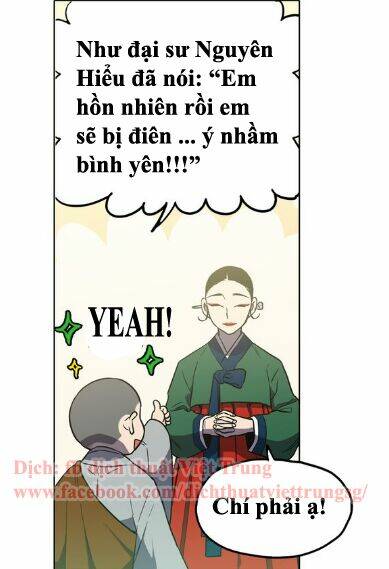 Như đại sư Nguyên
Hiểu đã nói: “Em
hồn nhiên rồi em
sẽ bị điên ... ý nhầm
bình yên!!!”
YEAH!
Dịch: fb dịch thuật Việt Trung
www.facebook.com/dichthuatviettrungtg/
Chí phải ạ!